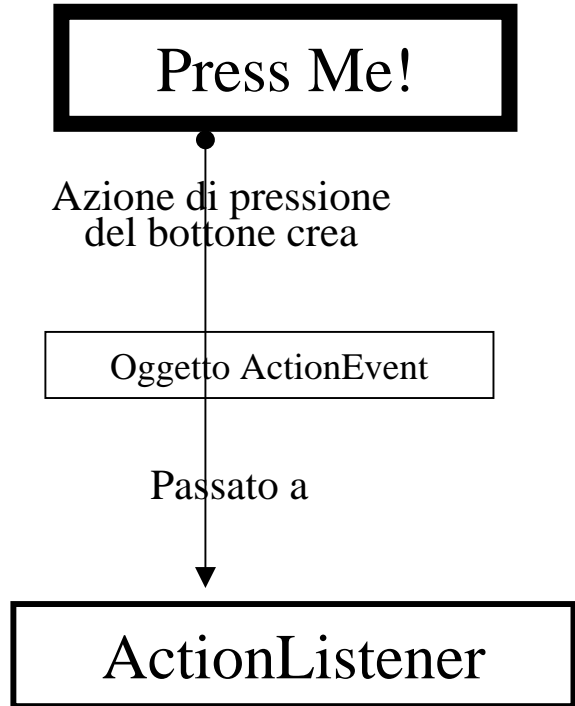 Press Me!
Azione di pressione
del bottone crea
Oggetto ActionEvent
Passato a
ActionListener